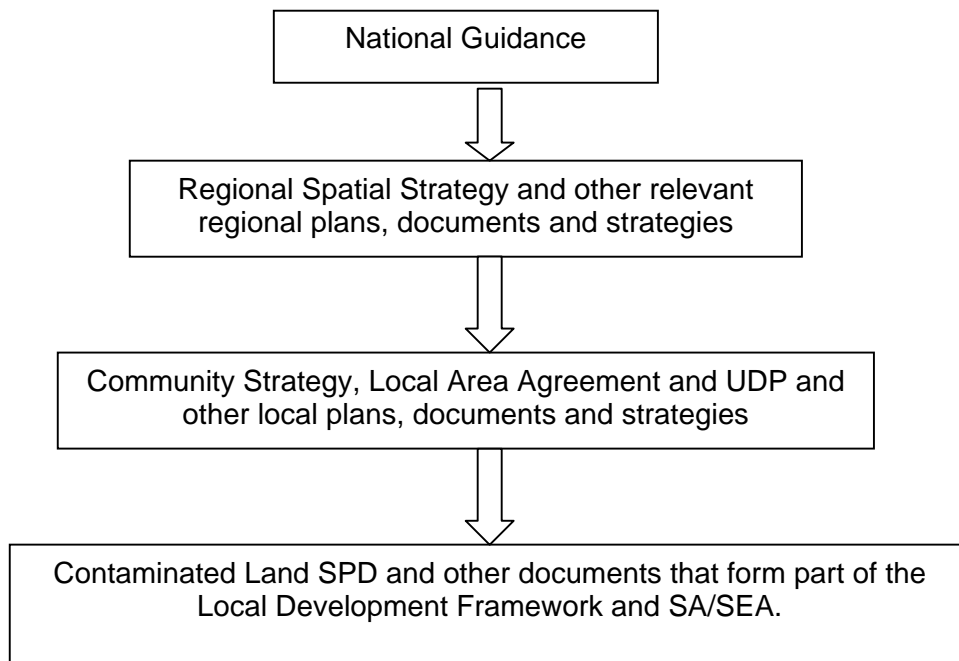 National Guidance
Regional Spatial Strategy and other relevant
regional plans, documents and strategies
Community Strategy, Local Area Agreement and UDP and
other local plans, documents and strategies
Contaminated Land SPD and other documents that form part of the
Local Development Framework and SA/SEA.